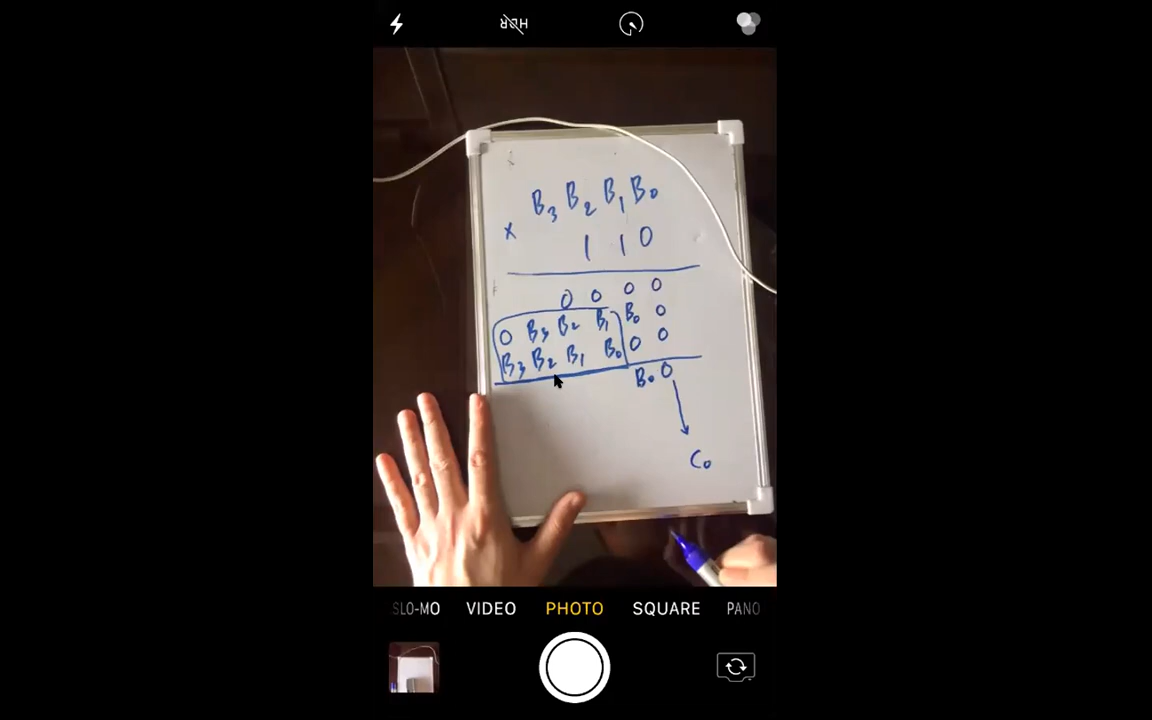 HDR
B₃ B₂ B₁ B₀
× 1 1 0
0 0 0 0
0 B₃ B₂ B₁ B₀ 0
B₃ B₂ B₁ B₀ 0 0
B₀ 0
C₀
SLO-MO VIDEO PHOTO SQUARE PANO